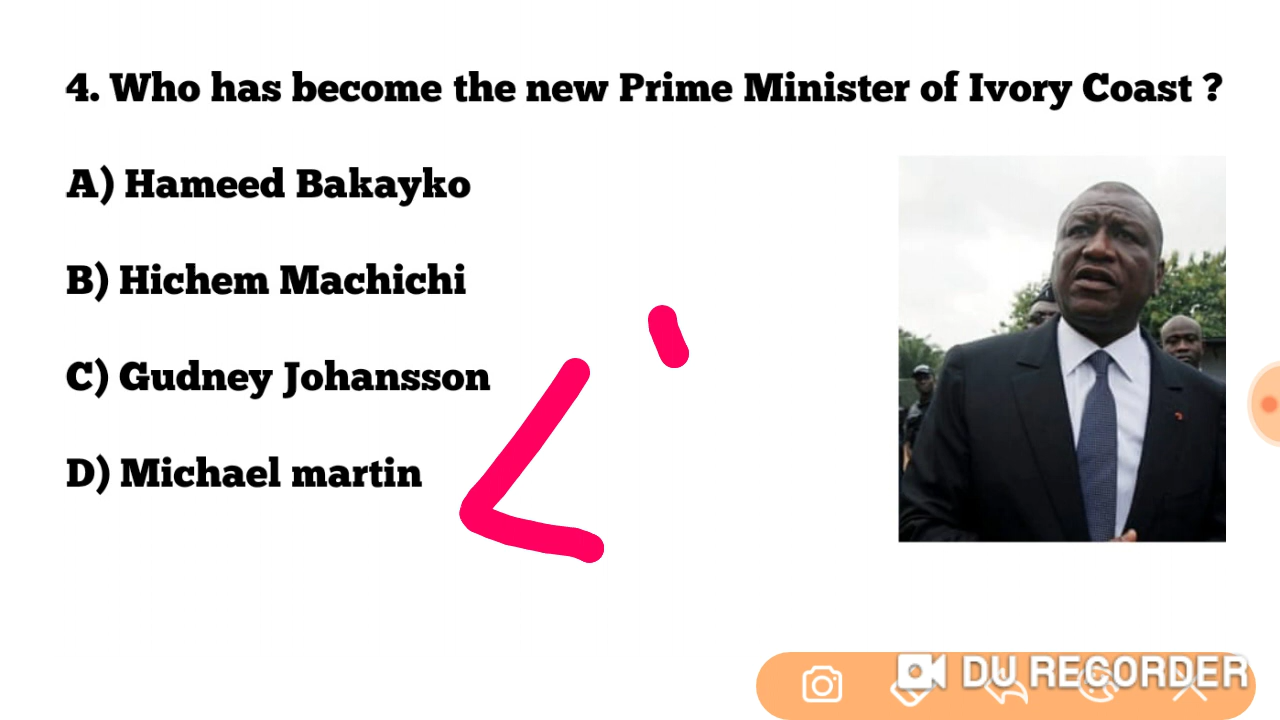 4. Who has become the new Prime Minister of Ivory Coast ?
A) Hameed Bakayko
B) Hichem Machichi
C) Gudney Johansson
D) Michael martin
DU RECORDER